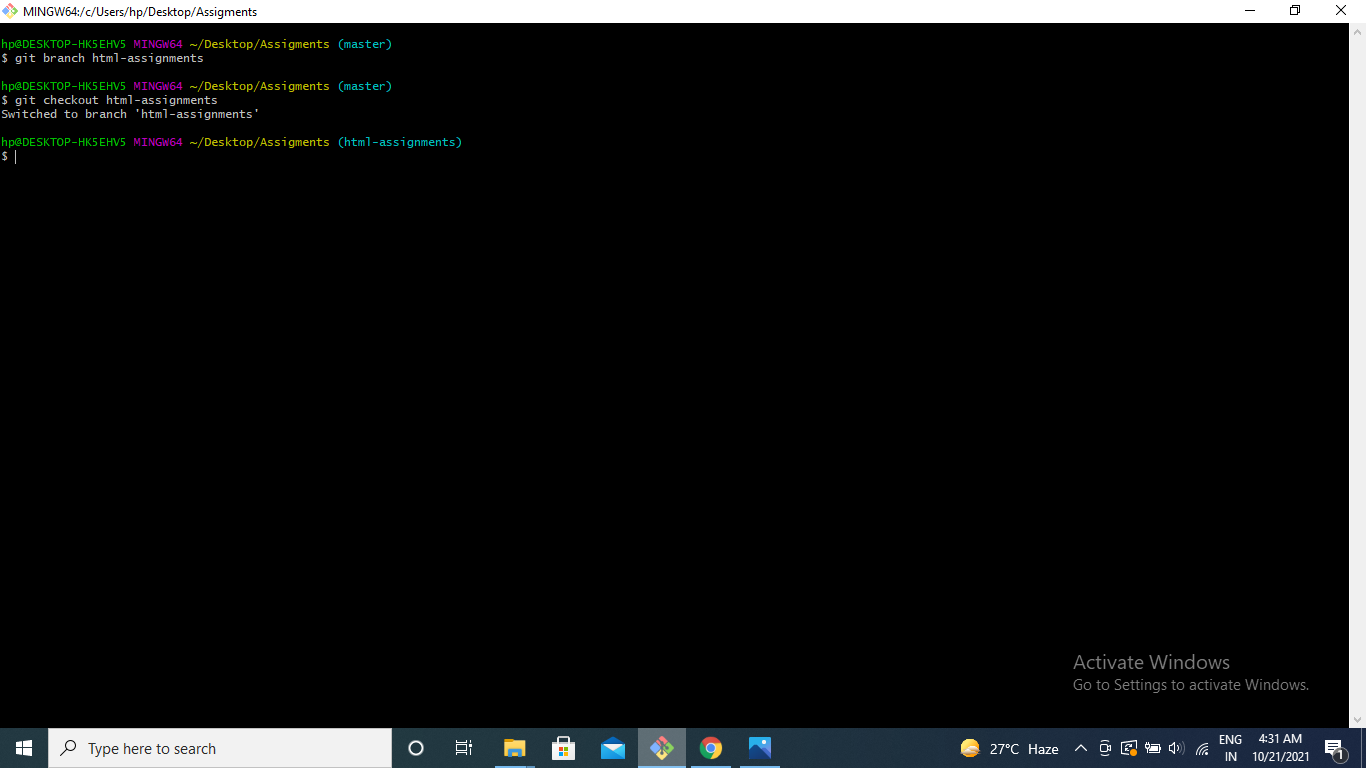 MINGW64:/c/Users/hp/Desktop/Assigments
hp@DESKTOP-HK5EHV5 MINGW64 ~/Desktop/Assigments (master)
$ git branch html-assignments
hp@DESKTOP-HK5EHV5 MINGW64 ~/Desktop/Assigments (master)
$ git checkout html-assignments
Switched to branch 'html-assignments'
hp@DESKTOP-HK5EHV5 MINGW64 ~/Desktop/Assigments (html-assignments)
$
Activate Windows
Go to Settings to activate Windows.
Type here to search
27°C Haze
ENG
IN
4:31 AM
10/21/2021
1